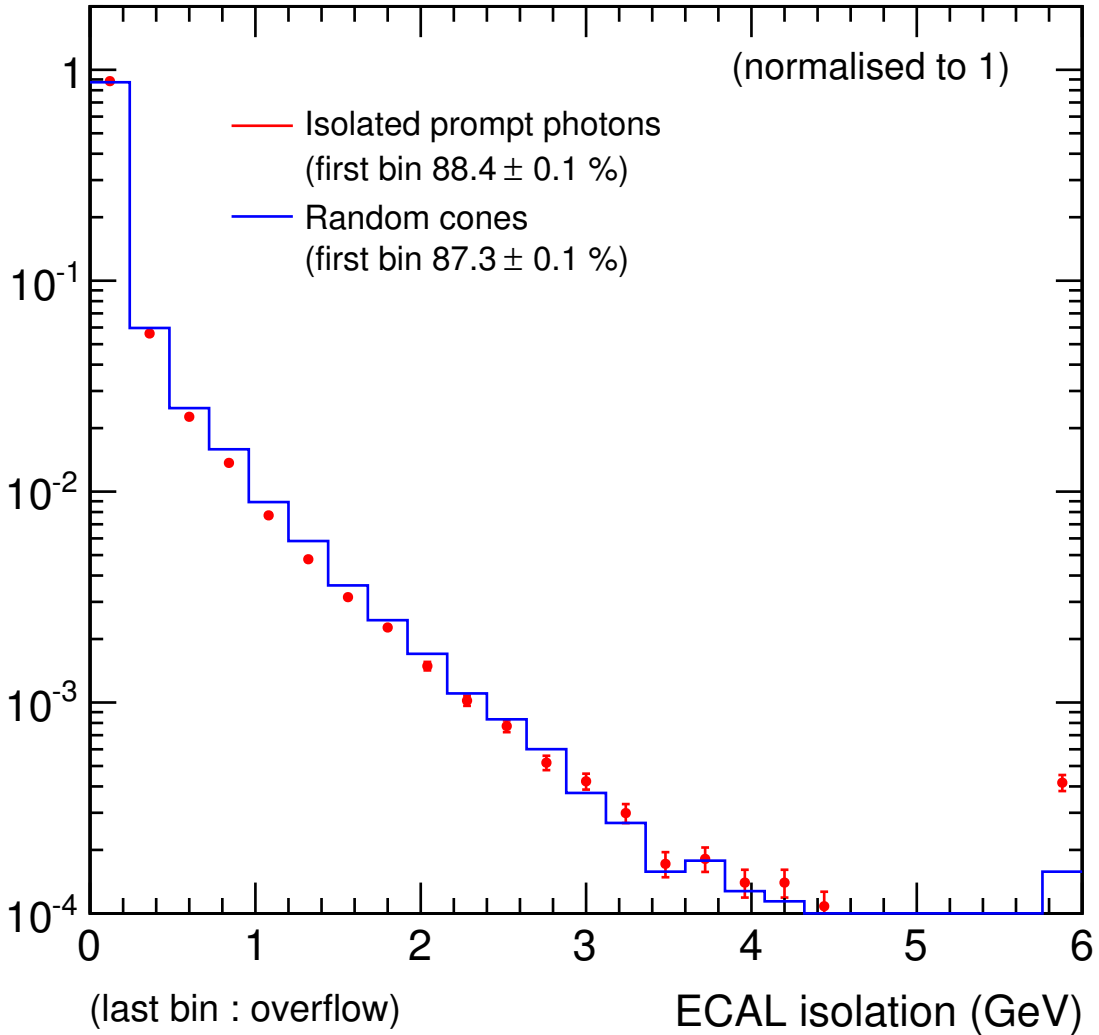 (normalised to 1)
Isolated prompt photons
(first bin 88.4 ± 0.1 %)
Random cones
(first bin 87.3 ± 0.1 %)
1
10⁻¹
10⁻²
10⁻³
10⁻⁴
0 1 2 3 4 5 6
(last bin : overflow) ECAL isolation (GeV)